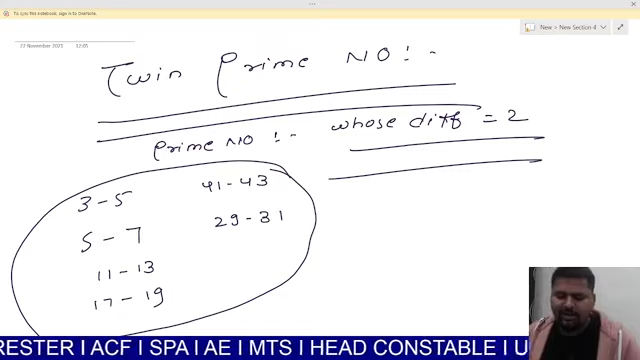 To sync this notebook, sign in to OneNote.
New > New Section 4
22 November 2021 12:05
Twin Prime NO:-
Prime NO:- whose diff = 2
3-5 41-43
5-7 29-31
11-13
17-19
RESTER I ACF I SPA I AE I MTS I HEAD CONSTABLE I U